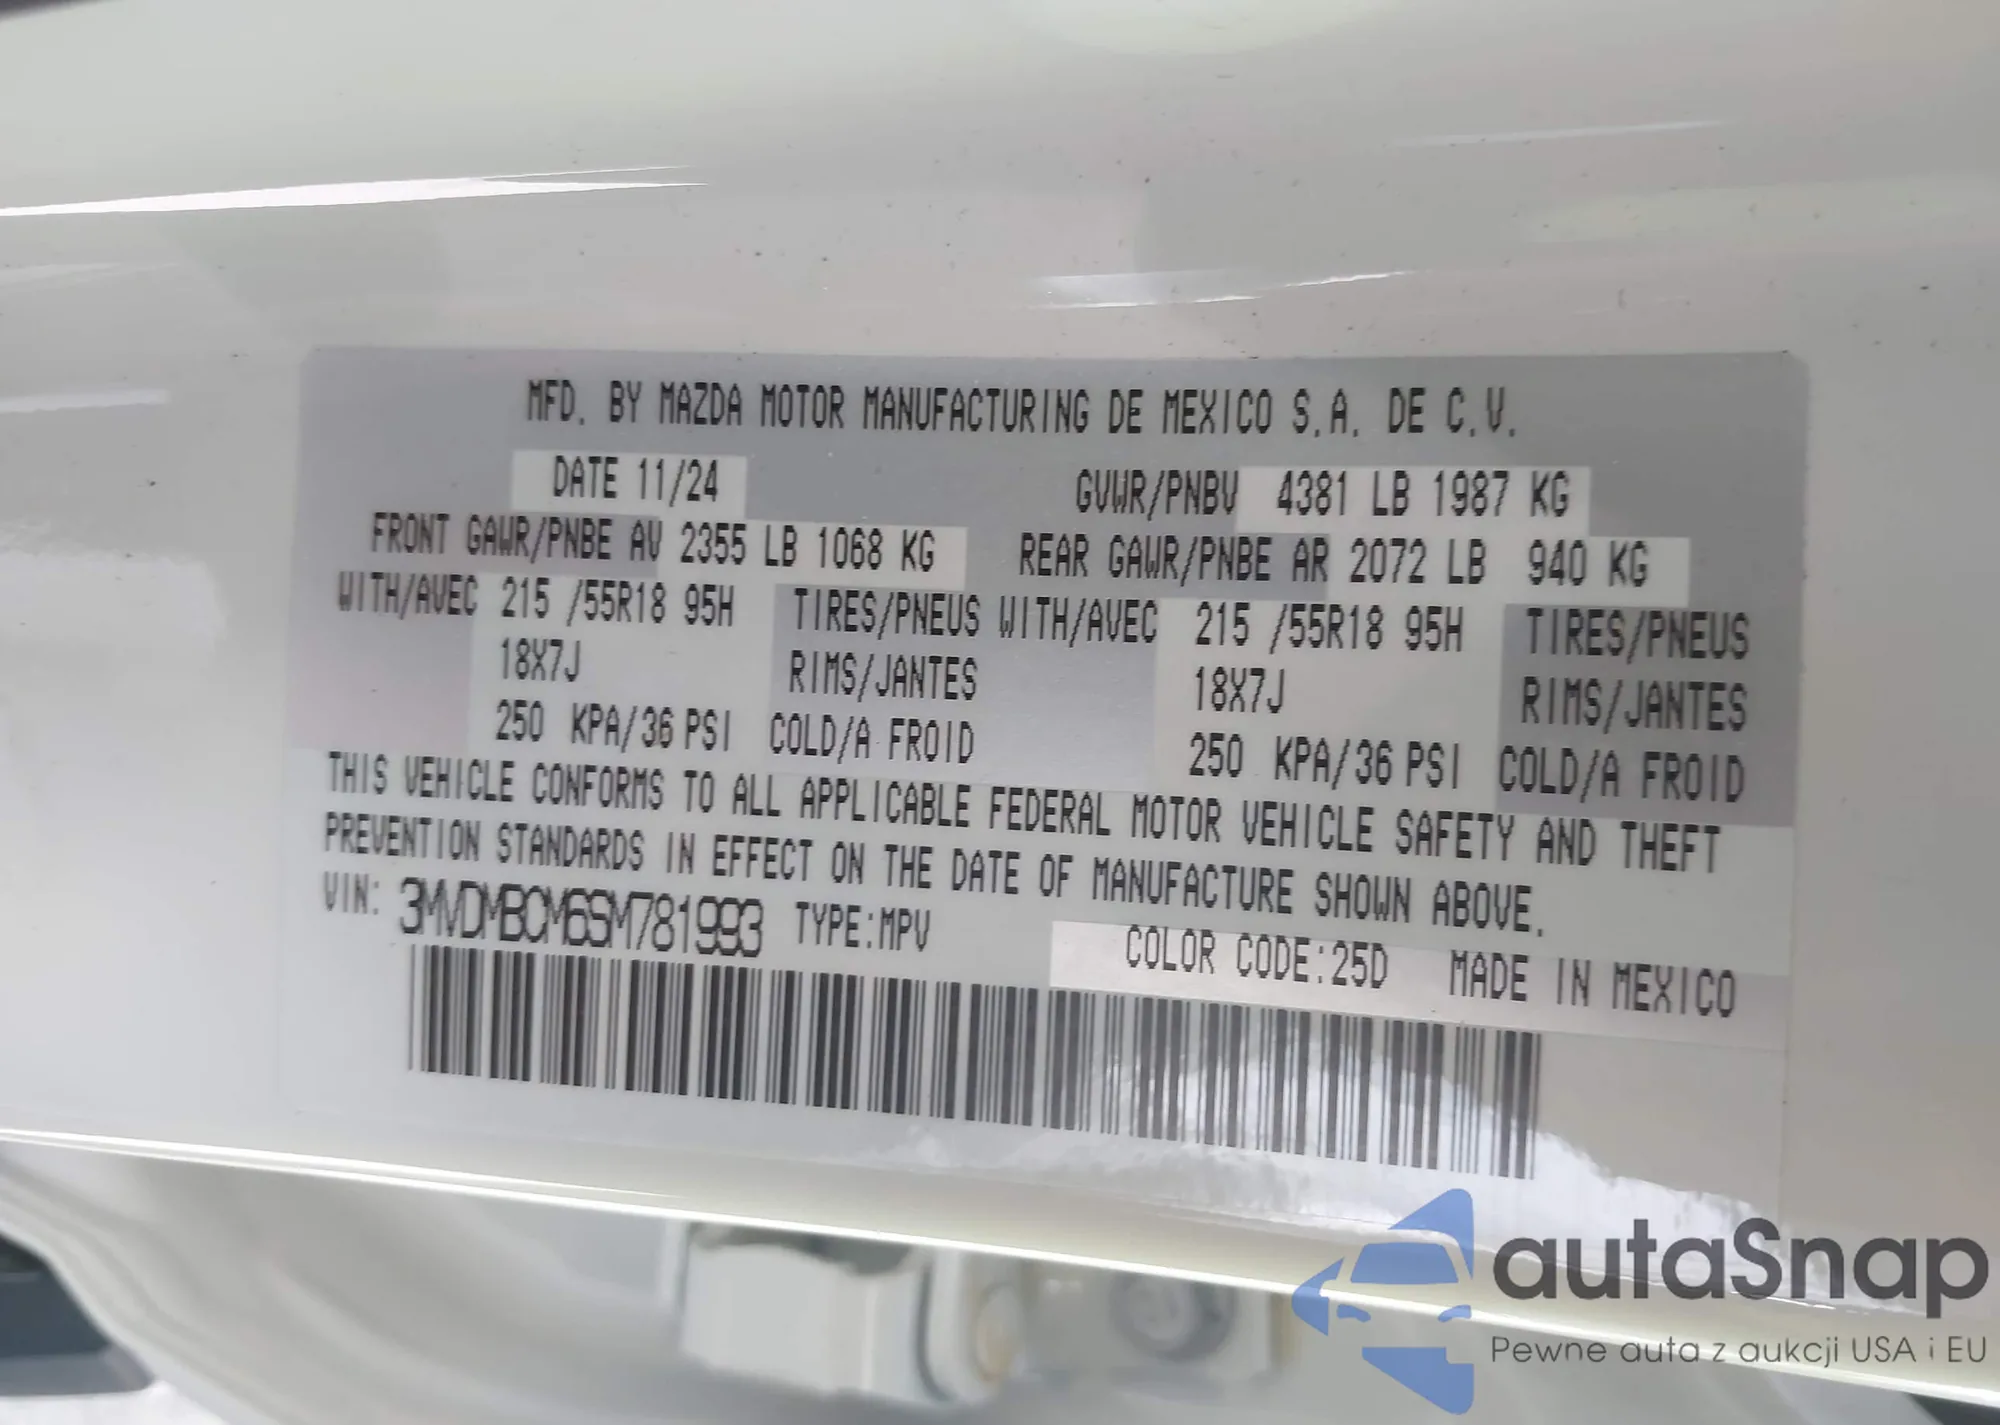 MFD. BY MAZDA MOTOR MANUFACTURING DE MEXICO S.A. DE C.V.
DATE 11/24 GVWR/PNBV 4381 LB 1987 KG
FRONT GAWR/PNBE AV 2355 LB 1068 KG REAR GAWR/PNBE AR 2072 LB 940 KG
WITH/AVEC 215 /55R18 95H TIRES/PNEUS WITH/AVEC 215 /55R18 95H TIRES/PNEUS
18X7J RIMS/JANTES 18X7J RIMS/JANTES
250 KPA/36 PSI COLD/A FROID 250 KPA/36 PSI COLD/A FROID
THIS VEHICLE CONFORMS TO ALL APPLICABLE FEDERAL MOTOR VEHICLE SAFETY AND THEFT
PREVENTION STANDARDS IN EFFECT ON THE DATE OF MANUFACTURE SHOWN ABOVE.
VIN: 3MVDMBCM6SM781993 TYPE:MPV COLOR CODE:25D MADE IN MEXICO
autaSnap
Pewne auta z aukcji USA i EU